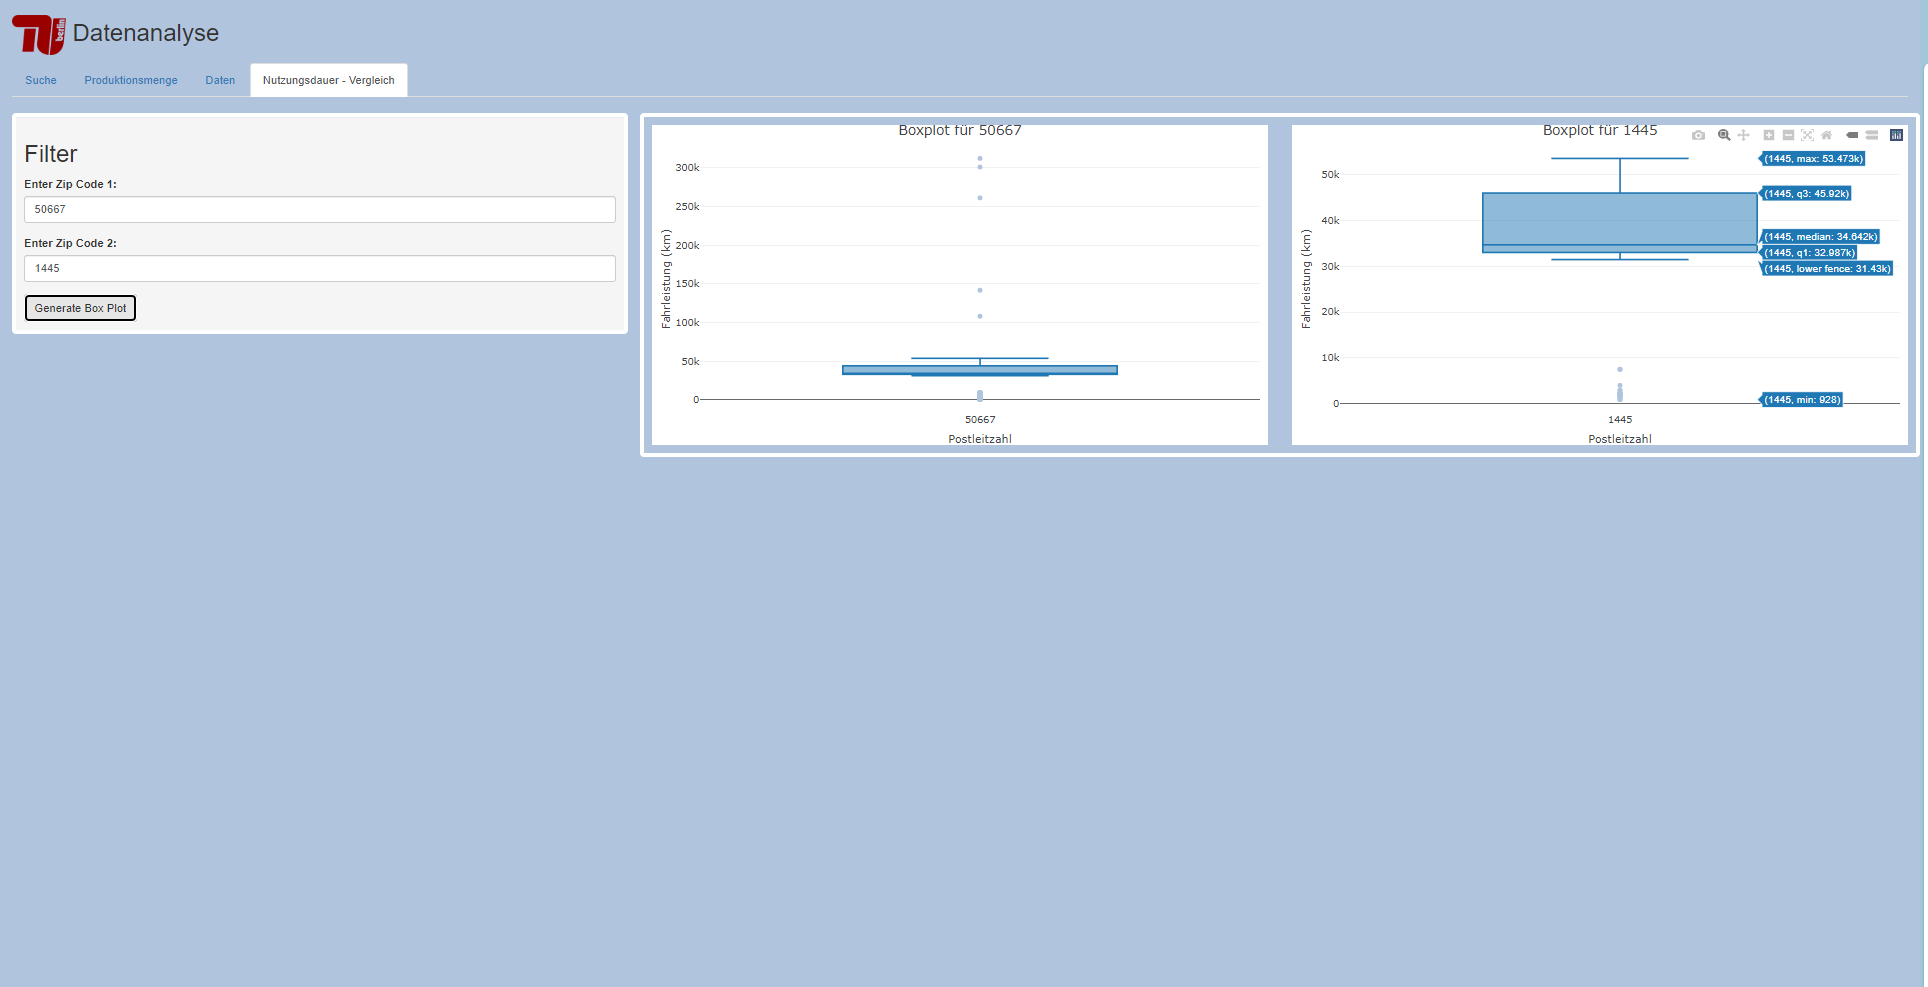 berlin
Datenanalyse
Suche
Produktionsmenge
Daten
Nutzungsdauer - Vergleich
Filter
Enter Zip Code 1:
50667
Enter Zip Code 2:
1445
Generate Box Plot
Boxplot für 50667
300k
250k
200k
150k
100k
50k
0
Fahrleistung (km)
50667
Postleitzahl
Boxplot für 1445
50k
40k
30k
20k
10k
0
Fahrleistung (km)
(1445, max: 53.473k)
(1445, q3: 45.92k)
(1445, median: 34.642k)
(1445, q1: 32.987k)
(1445, lower fence: 31.43k)
(1445, min: 928)
1445
Postleitzahl